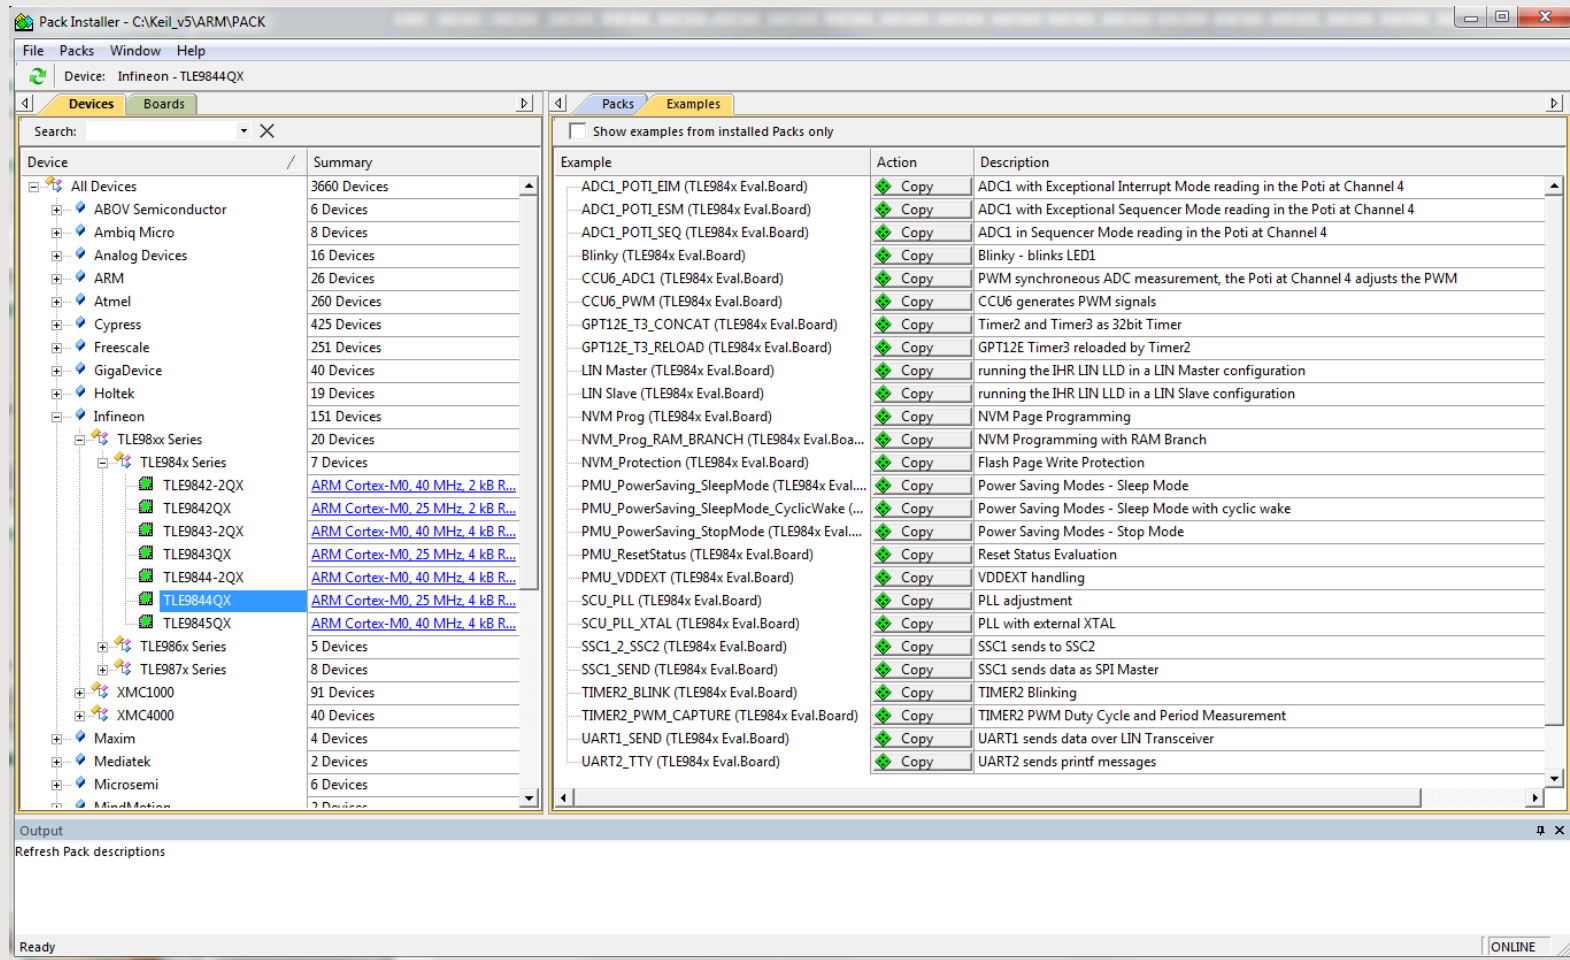 Pack Installer - C:\Keil_v5\ARM\PACK
File Packs Window Help
Device: Infineon - TLE9844QX
Devices Boards
Search:
Device Summary
All Devices 3660 Devices
ABOV Semiconductor 6 Devices
Ambiq Micro 8 Devices
Analog Devices 16 Devices
ARM 26 Devices
Atmel 260 Devices
Cypress 425 Devices
Freescale 251 Devices
GigaDevice 40 Devices
Holtek 19 Devices
Infineon 151 Devices
TLE98xx Series 20 Devices
TLE984x Series 7 Devices
TLE9842-2QX ARM Cortex-M0, 40 MHz, 2 kB R...
TLE9842QX ARM Cortex-M0, 25 MHz, 2 kB R...
TLE9843-2QX ARM Cortex-M0, 40 MHz, 4 kB R...
TLE9843QX ARM Cortex-M0, 25 MHz, 4 kB R...
TLE9844-2QX ARM Cortex-M0, 40 MHz, 4 kB R...
TLE9844QX ARM Cortex-M0, 25 MHz, 4 kB R...
TLE9845QX ARM Cortex-M0, 40 MHz, 4 kB R...
TLE986x Series 5 Devices
TLE987x Series 8 Devices
XMC1000 91 Devices
XMC4000 40 Devices
Maxim 4 Devices
Mediatek 2 Devices
Microsemi 6 Devices
MindMotion 2 Devices
Packs Examples
Show examples from installed Packs only
Example Action Description
ADC1_POTI_EIM (TLE984x Eval.Board) Copy ADC1 with Exceptional Interrupt Mode reading in the Poti at Channel 4
ADC1_POTI_ESM (TLE984x Eval.Board) Copy ADC1 with Exceptional Sequencer Mode reading in the Poti at Channel 4
ADC1_POTI_SEQ (TLE984x Eval.Board) Copy ADC1 in Sequencer Mode reading in the Poti at Channel 4
Blinky (TLE984x Eval.Board) Copy Blinky - blinks LED1
CCU6_ADC1 (TLE984x Eval.Board) Copy PWM synchroneous ADC measurement, the Poti at Channel 4 adjusts the PWM
CCU6_PWM (TLE984x Eval.Board) Copy CCU6 generates PWM signals
GPT12E_T3_CONCAT (TLE984x Eval.Board) Copy Timer2 and Timer3 as 32bit Timer
GPT12E_T3_RELOAD (TLE984x Eval.Board) Copy GPT12E Timer3 reloaded by Timer2
LIN Master (TLE984x Eval.Board) Copy running the IHR LIN LLD in a LIN Master configuration
LIN Slave (TLE984x Eval.Board) Copy running the IHR LIN LLD in a LIN Slave configuration
NVM Prog (TLE984x Eval.Board) Copy NVM Page Programming
NVM_Prog_RAM_BRANCH (TLE984x Eval.Boa... Copy NVM Programming with RAM Branch
NVM_Protection (TLE984x Eval.Board) Copy Flash Page Write Protection
PMU_PowerSaving_SleepMode (TLE984x Eval.... Copy Power Saving Modes - Sleep Mode
PMU_PowerSaving_SleepMode_CyclicWake (... Copy Power Saving Modes - Sleep Mode with cyclic wake
PMU_PowerSaving_StopMode (TLE984x Eval.... Copy Power Saving Modes - Stop Mode
PMU_ResetStatus (TLE984x Eval.Board) Copy Reset Status Evaluation
PMU_VDDEXT (TLE984x Eval.Board) Copy VDDEXT handling
SCU_PLL (TLE984x Eval.Board) Copy PLL adjustment
SCU_PLL_XTAL (TLE984x Eval.Board) Copy PLL with external XTAL
SSC1_2_SSC2 (TLE984x Eval.Board) Copy SSC1 sends to SSC2
SSC1_SEND (TLE984x Eval.Board) Copy SSC1 sends data as SPI Master
TIMER2_BLINK (TLE984x Eval.Board) Copy TIMER2 Blinking
TIMER2_PWM_CAPTURE (TLE984x Eval.Board) Copy TIMER2 PWM Duty Cycle and Period Measurement
UART1_SEND (TLE984x Eval.Board) Copy UART1 sends data over LIN Transceiver
UART2_TTY (TLE984x Eval.Board) Copy UART2 sends printf messages
Output
Refresh Pack descriptions
Ready ONLINE